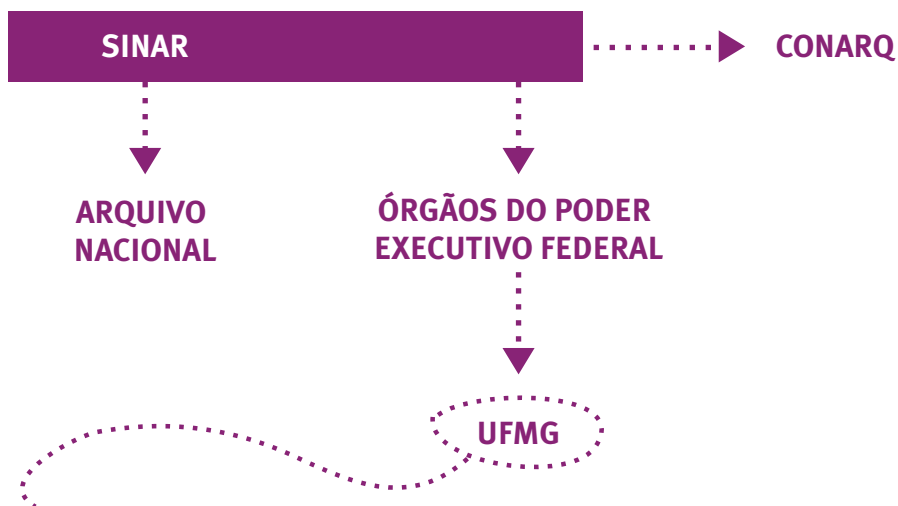 SINAR
CONARQ
ARQUIVO
NACIONAL
ÓRGÃOS DO PODER
EXECUTIVO FEDERAL
UFMG